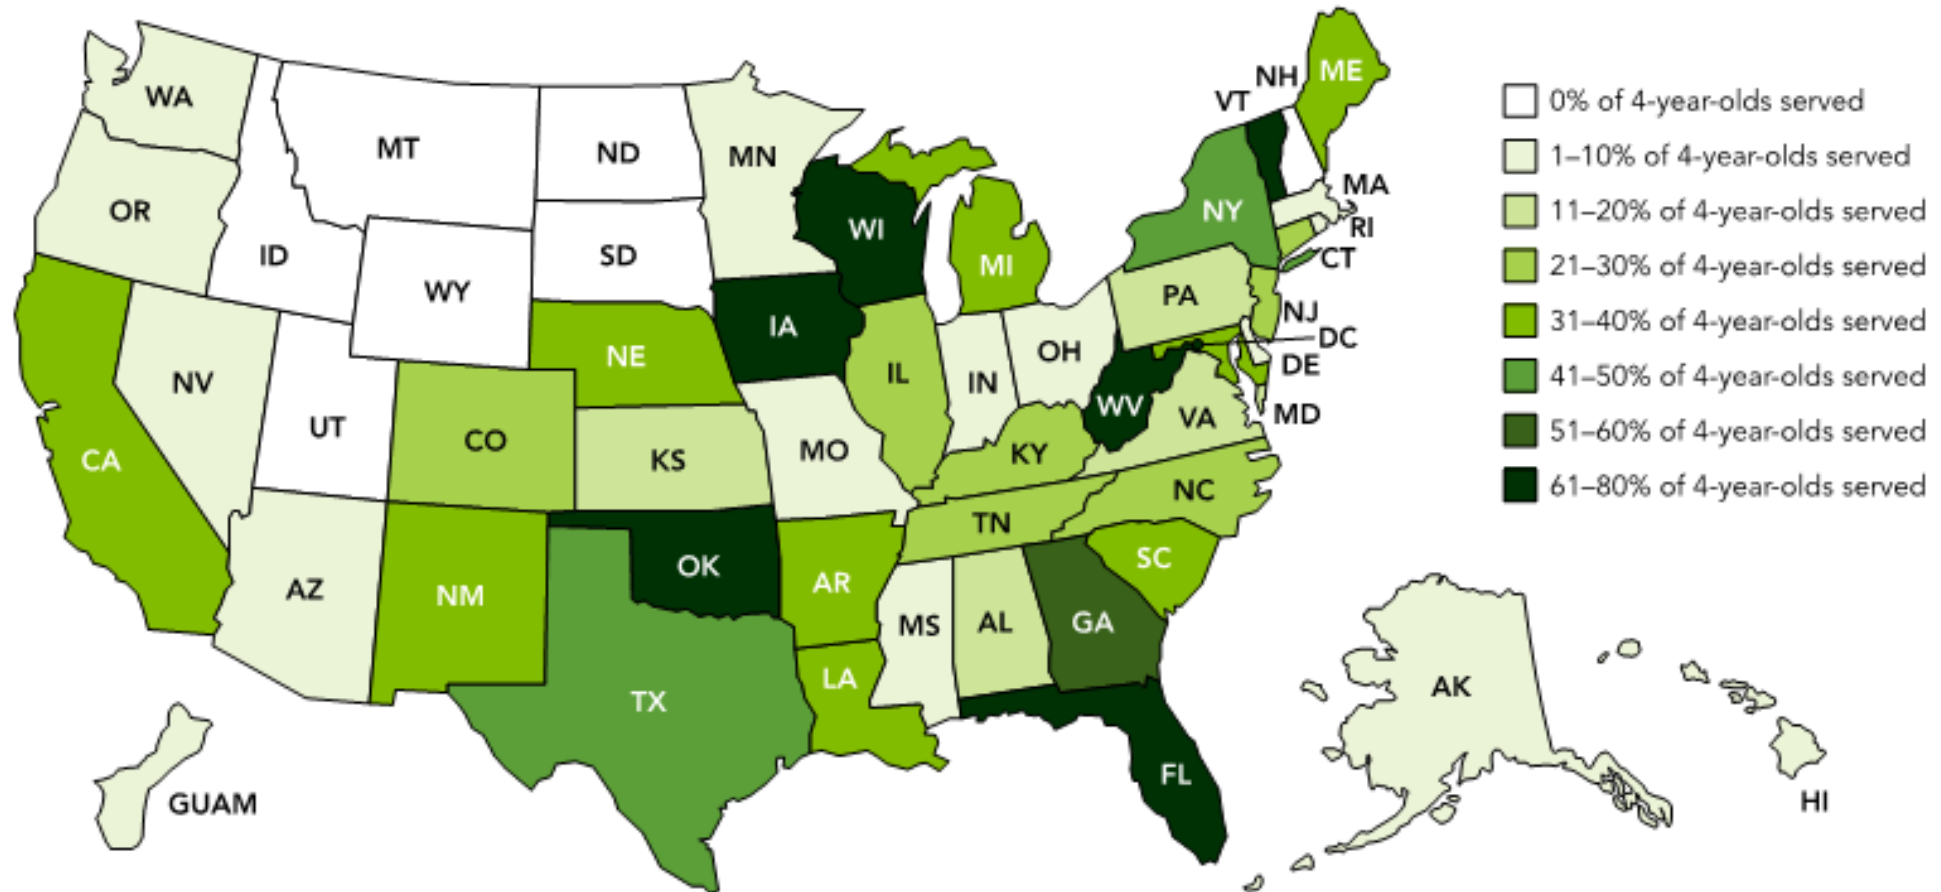 WA
OR
CA
NV
ID
MT
WY
UT
AZ
CO
NM
ND
SD
NE
KS
OK
TX
MN
IA
MO
AR
LA
WI
IL
MI
IN
OH
KY
TN
MS
AL
GA
FL
SC
NC
VA
WV
PA
NY
VT
NH
ME
MA
RI
CT
NJ
DC
DE
MD
AK
HI
GUAM
0% of 4-year-olds served
1–10% of 4-year-olds served
11–20% of 4-year-olds served
21–30% of 4-year-olds served
31–40% of 4-year-olds served
41–50% of 4-year-olds served
51–60% of 4-year-olds served
61–80% of 4-year-olds served